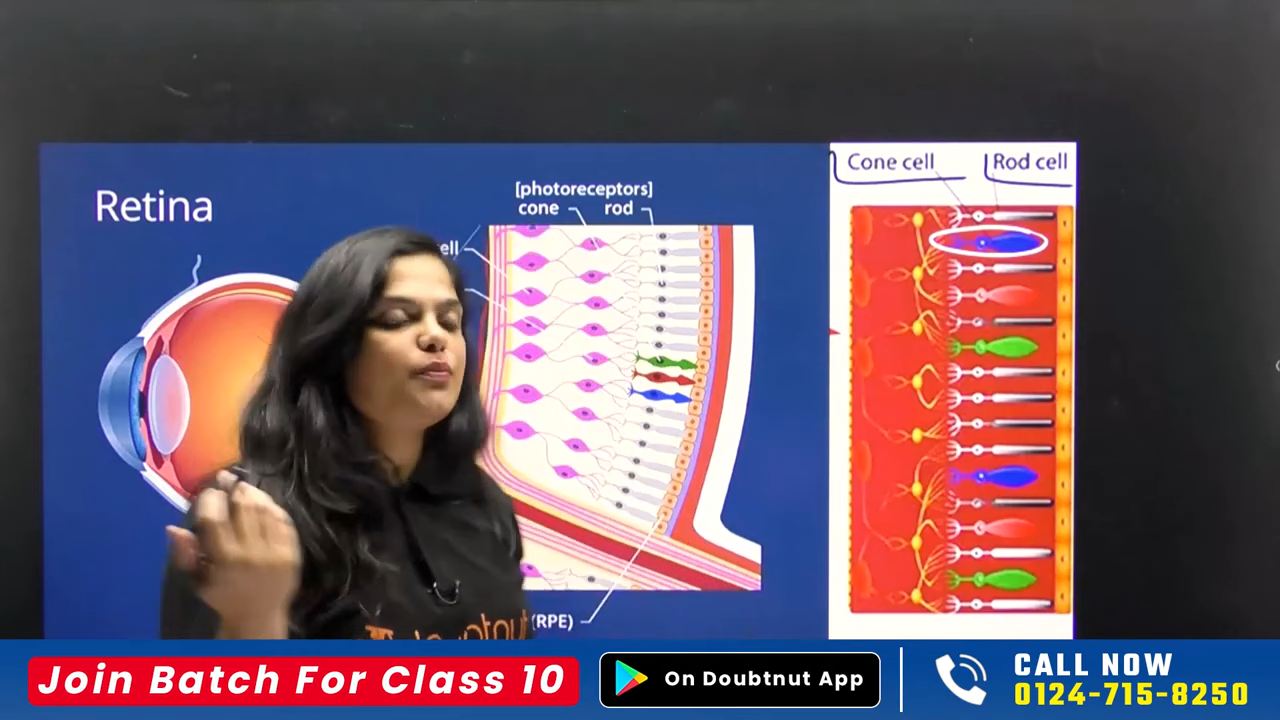 Retina
[photoreceptors]
cone rod
ell
(RPE)
Cone cell Rod cell
Join Batch For Class 10
On Doubtnut App
CALL NOW
0124-715-8250